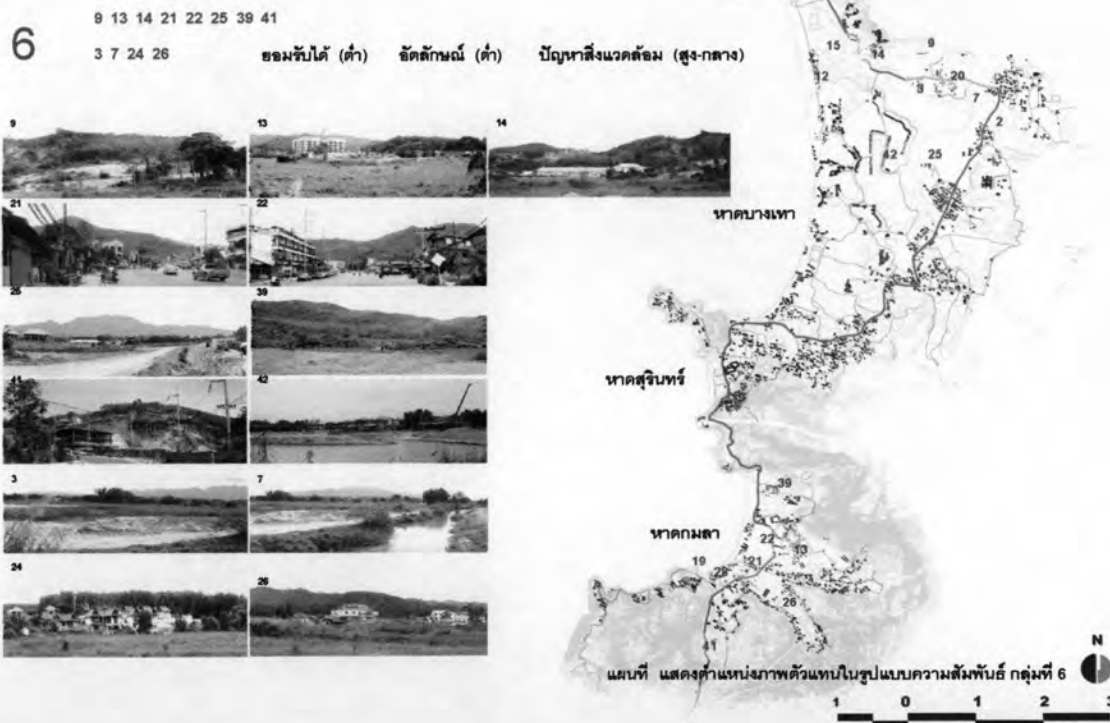 9 13 14 21 22 25 39 41
6
3 7 24 26
ยอมรับได้ (ต่ำ) อัตลักษณ์ (ต่ำ) ปัญหาสิ่งแวดล้อม (สูง-กลาง)
9 13 14
21 22
25 39
41 42
3 7
24 26
15 14 9
12 3 20 7
2
42 25
หาดบางเทา
หาดสุรินทร์
39
หาดกมลา
22
13
19 21
26
41
N
แผนที่ แสดงตำแหน่งภาพตัวแทนในรูปแบบความสัมพันธ์ กลุ่มที่ 6
1 0 1 2 3